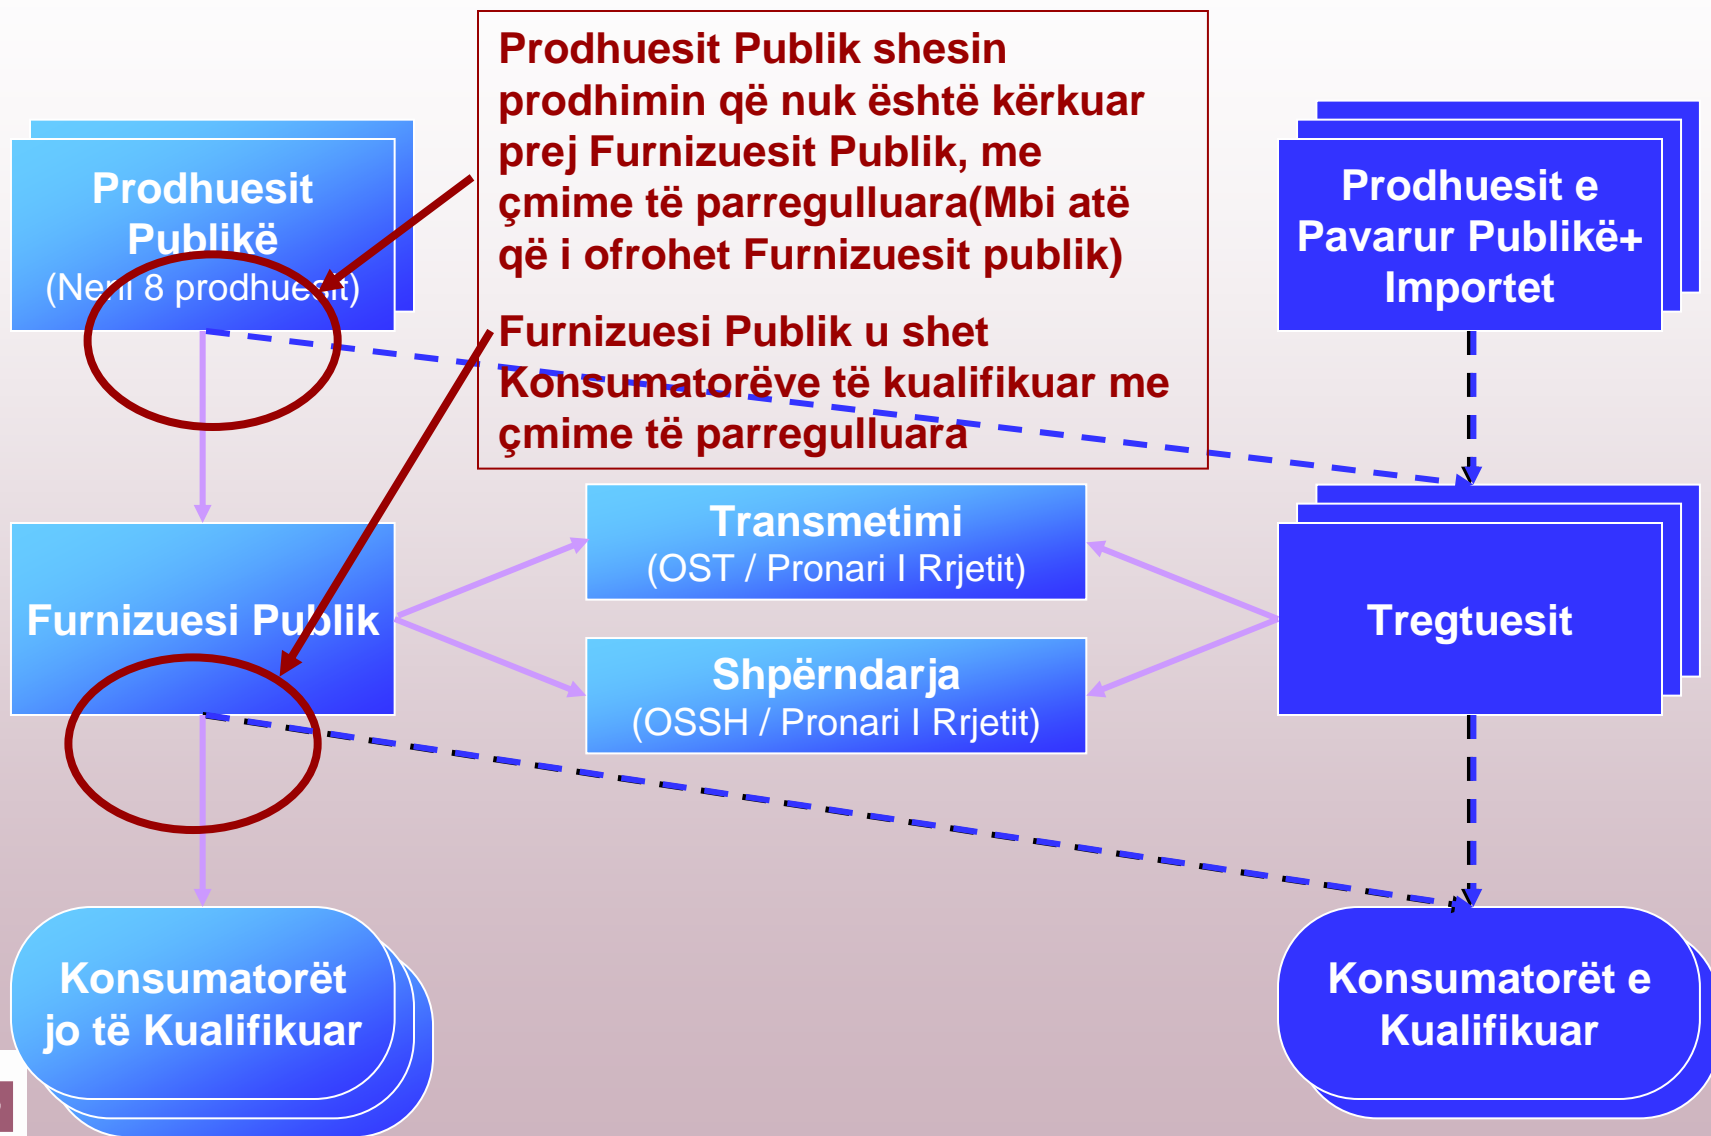 Prodhuesit Publik shesin
prodhimin që nuk është kërkuar
prej Furnizuesit Publik, me
çmime të parregulluara(Mbi atë
që i ofrohet Furnizuesit publik)
Furnizuesi Publik u shet
Konsumatorëve të kualifikuar me
çmime të parregulluara
Prodhuesit
Publikë
(Neni 8 prodhuesit)
Prodhuesit e
Pavarur Publikë+
Importet
Transmetimi
(OST / Pronari I Rrjetit)
Furnizuesi Publik
Tregtuesit
Shpërndarja
(OSSH / Pronari I Rrjetit)
Konsumatorët
jo të Kualifikuar
Konsumatorët e
Kualifikuar